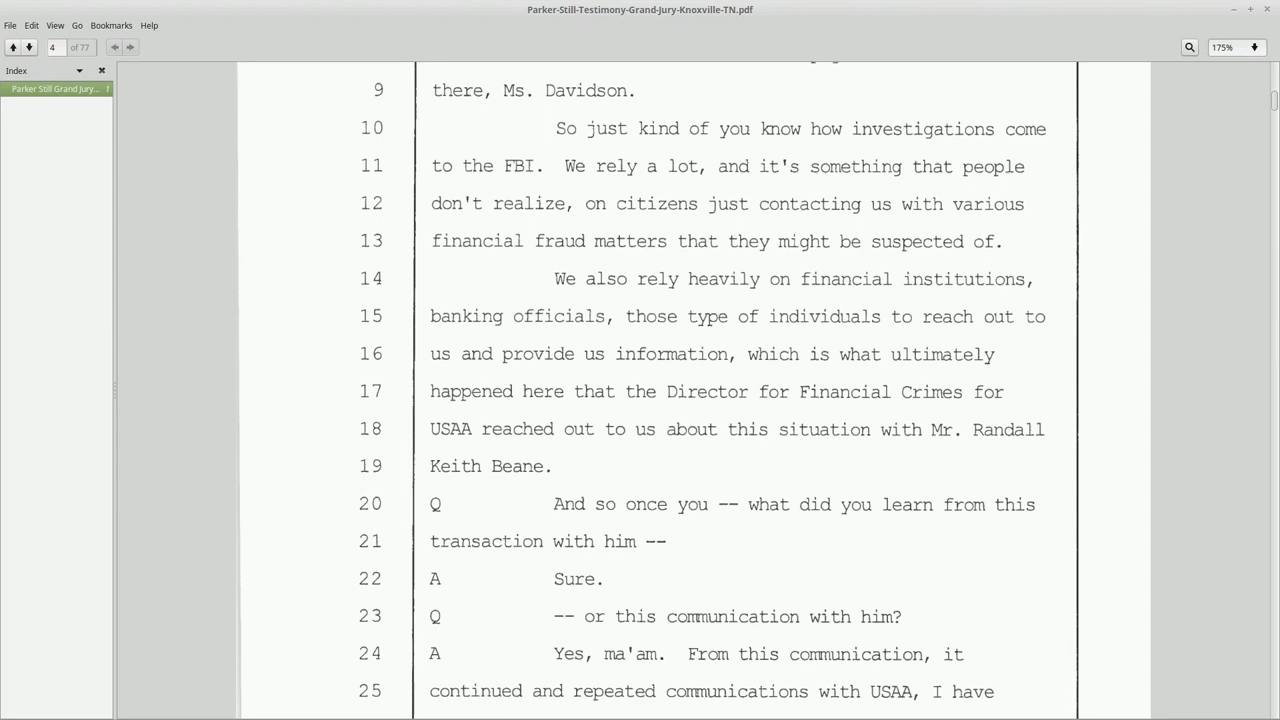 Parker-Still-Testimony-Grand-Jury-Knoxville-TN.pdf
File Edit View Go Bookmarks Help
4 of 77
175%
Index
Parker Still Grand Jury... 1
9 there, Ms. Davidson.
10 So just kind of you know how investigations come
11 to the FBI. We rely a lot, and it's something that people
12 don't realize, on citizens just contacting us with various
13 financial fraud matters that they might be suspected of.
14 We also rely heavily on financial institutions,
15 banking officials, those type of individuals to reach out to
16 us and provide us information, which is what ultimately
17 happened here that the Director for Financial Crimes for
18 USAA reached out to us about this situation with Mr. Randall
19 Keith Beane.
20 Q And so once you -- what did you learn from this
21 transaction with him --
22 A Sure.
23 Q -- or this communication with him?
24 A Yes, ma'am. From this communication, it
25 continued and repeated communications with USAA, I have